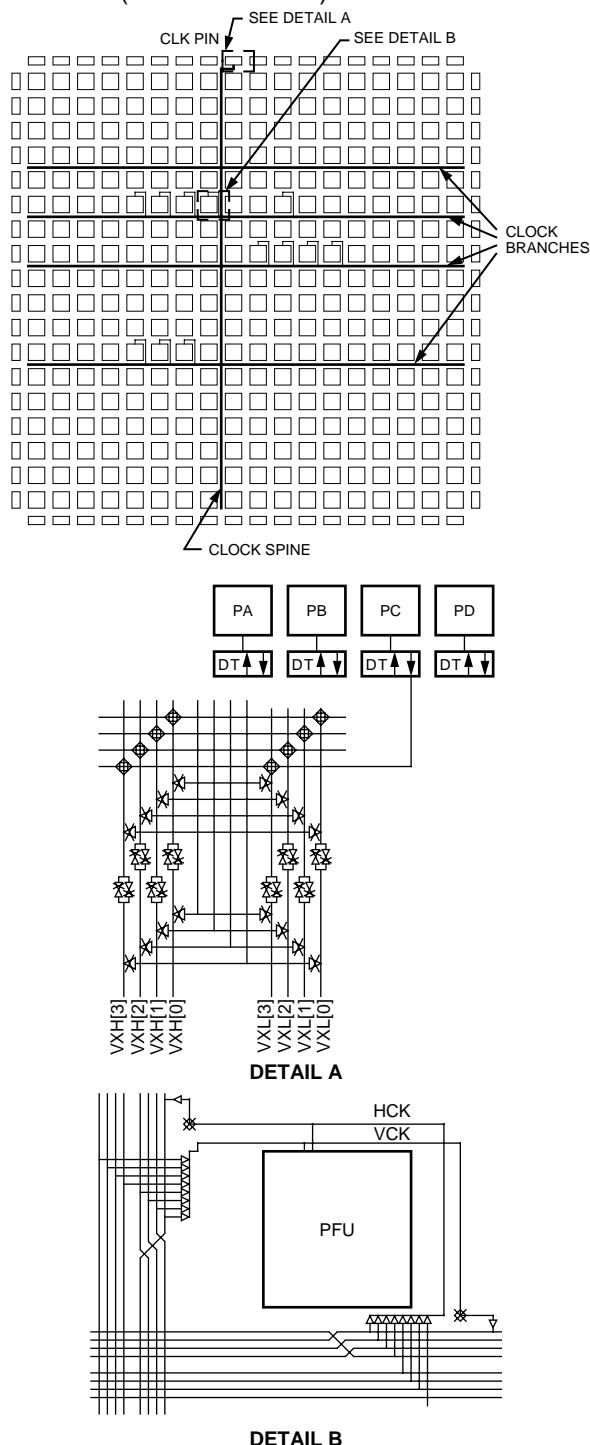 SEE DETAIL A
CLK PIN
SEE DETAIL B
CLOCK
BRANCHES
CLOCK SPINE
PA
PB
PC
PD
DT
DT
DT
DT
VXH[3]
VXH[2]
VXH[1]
VXH[0]
VXL[3]
VXL[2]
VXL[1]
VXL[0]
DETAIL A
HCK
VCK
PFU
DETAIL B